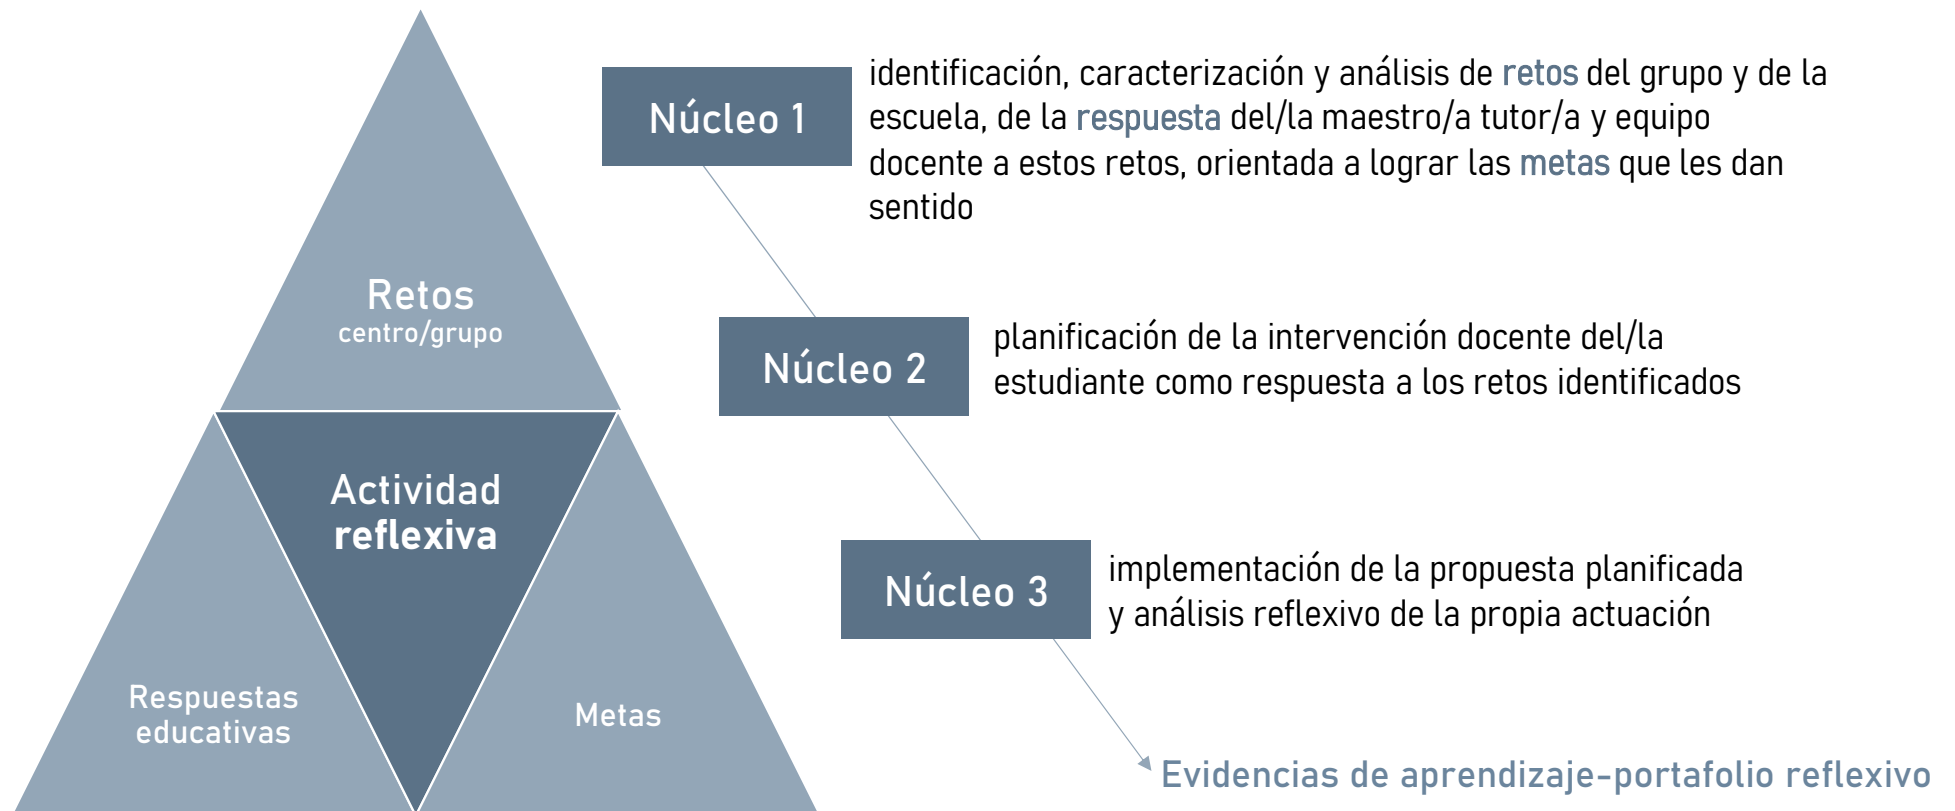 Retos
centro/grupo
Actividad
reflexiva
Respuestas
educativas
Metas
Núcleo 1
identificación, caracterización y análisis de retos del grupo y de la
escuela, de la respuesta del/la maestro/a tutor/a y equipo
docente a estos retos, orientada a lograr las metas que les dan
sentido
Núcleo 2
planificación de la intervención docente del/la
estudiante como respuesta a los retos identificados
Núcleo 3
implementación de la propuesta planificada
y análisis reflexivo de la propia actuación
Evidencias de aprendizaje-portafolio reflexivo